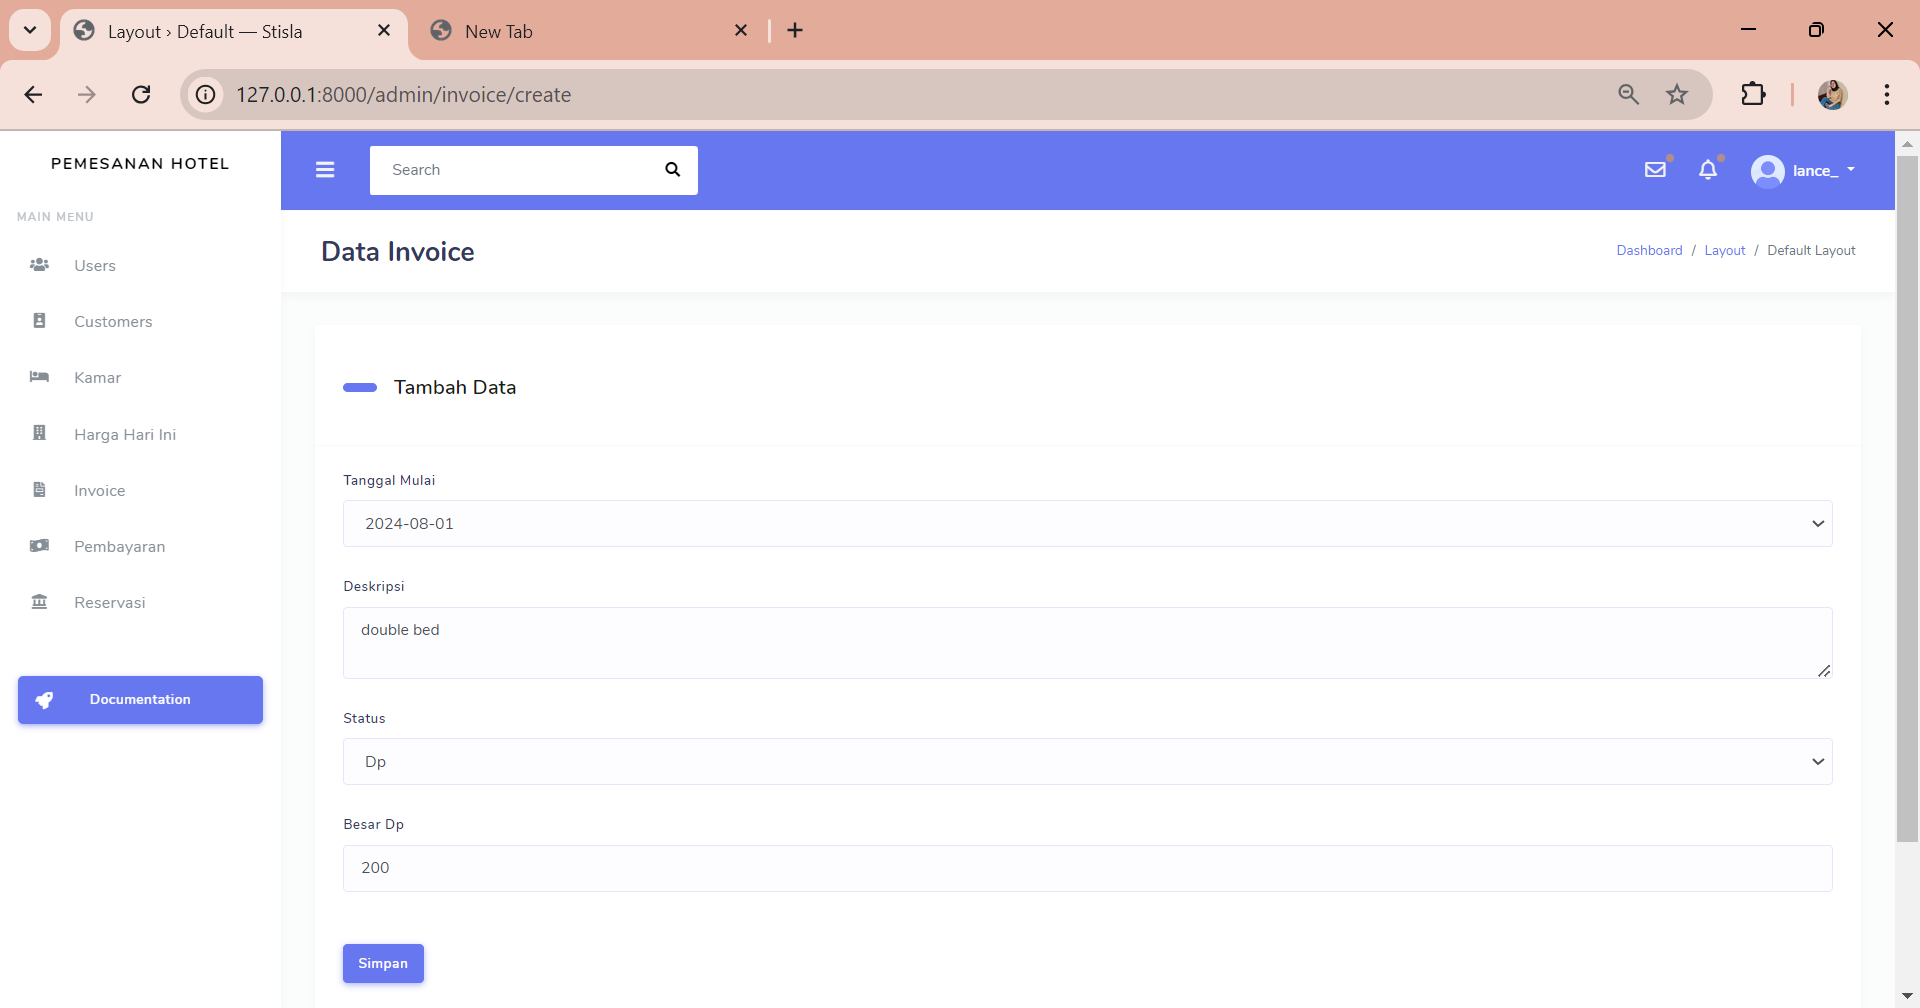 Layout › Default — Stisla
New Tab
127.0.0.1:8000/admin/invoice/create
PEMESANAN HOTEL
Search
lance_
MAIN MENU
Users
Customers
Kamar
Harga Hari Ini
Invoice
Pembayaran
Reservasi
Documentation
Data Invoice
Dashboard / Layout / Default Layout
Tambah Data
Tanggal Mulai
2024-08-01
Deskripsi
double bed
Status
Dp
Besar Dp
200
Simpan